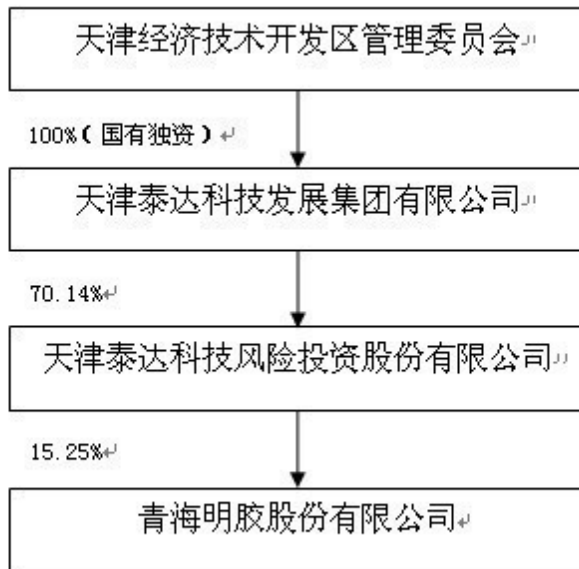 天津经济技术开发区管理委员会
100%(国有独资)
天津泰达科技发展集团有限公司
70.14%
天津泰达科技风险投资股份有限公司
15.25%
青海明胶股份有限公司